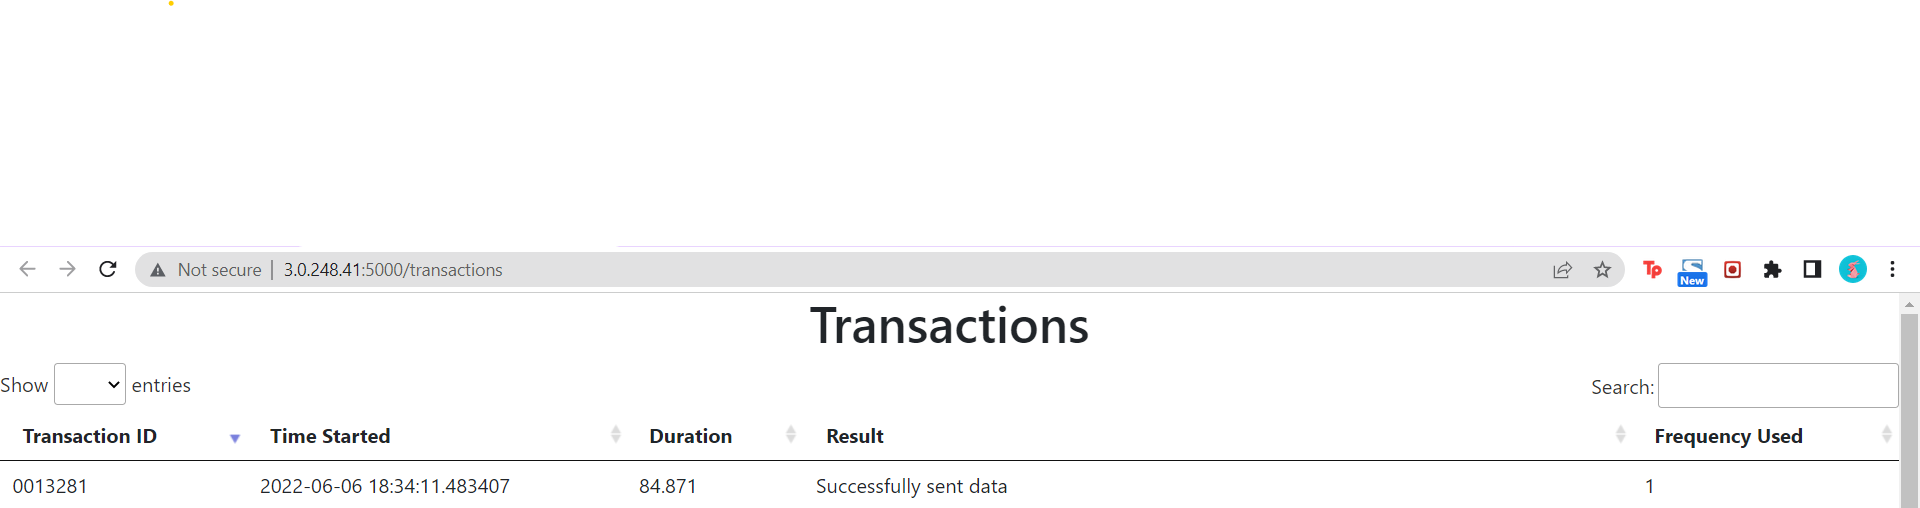 Not secure | 3.0.248.41:5000/transactions
Tp
New
Transactions
Show entries
Search:
Transaction ID Time Started Duration Result Frequency Used
0013281 2022-06-06 18:34:11.483407 84.871 Successfully sent data 1